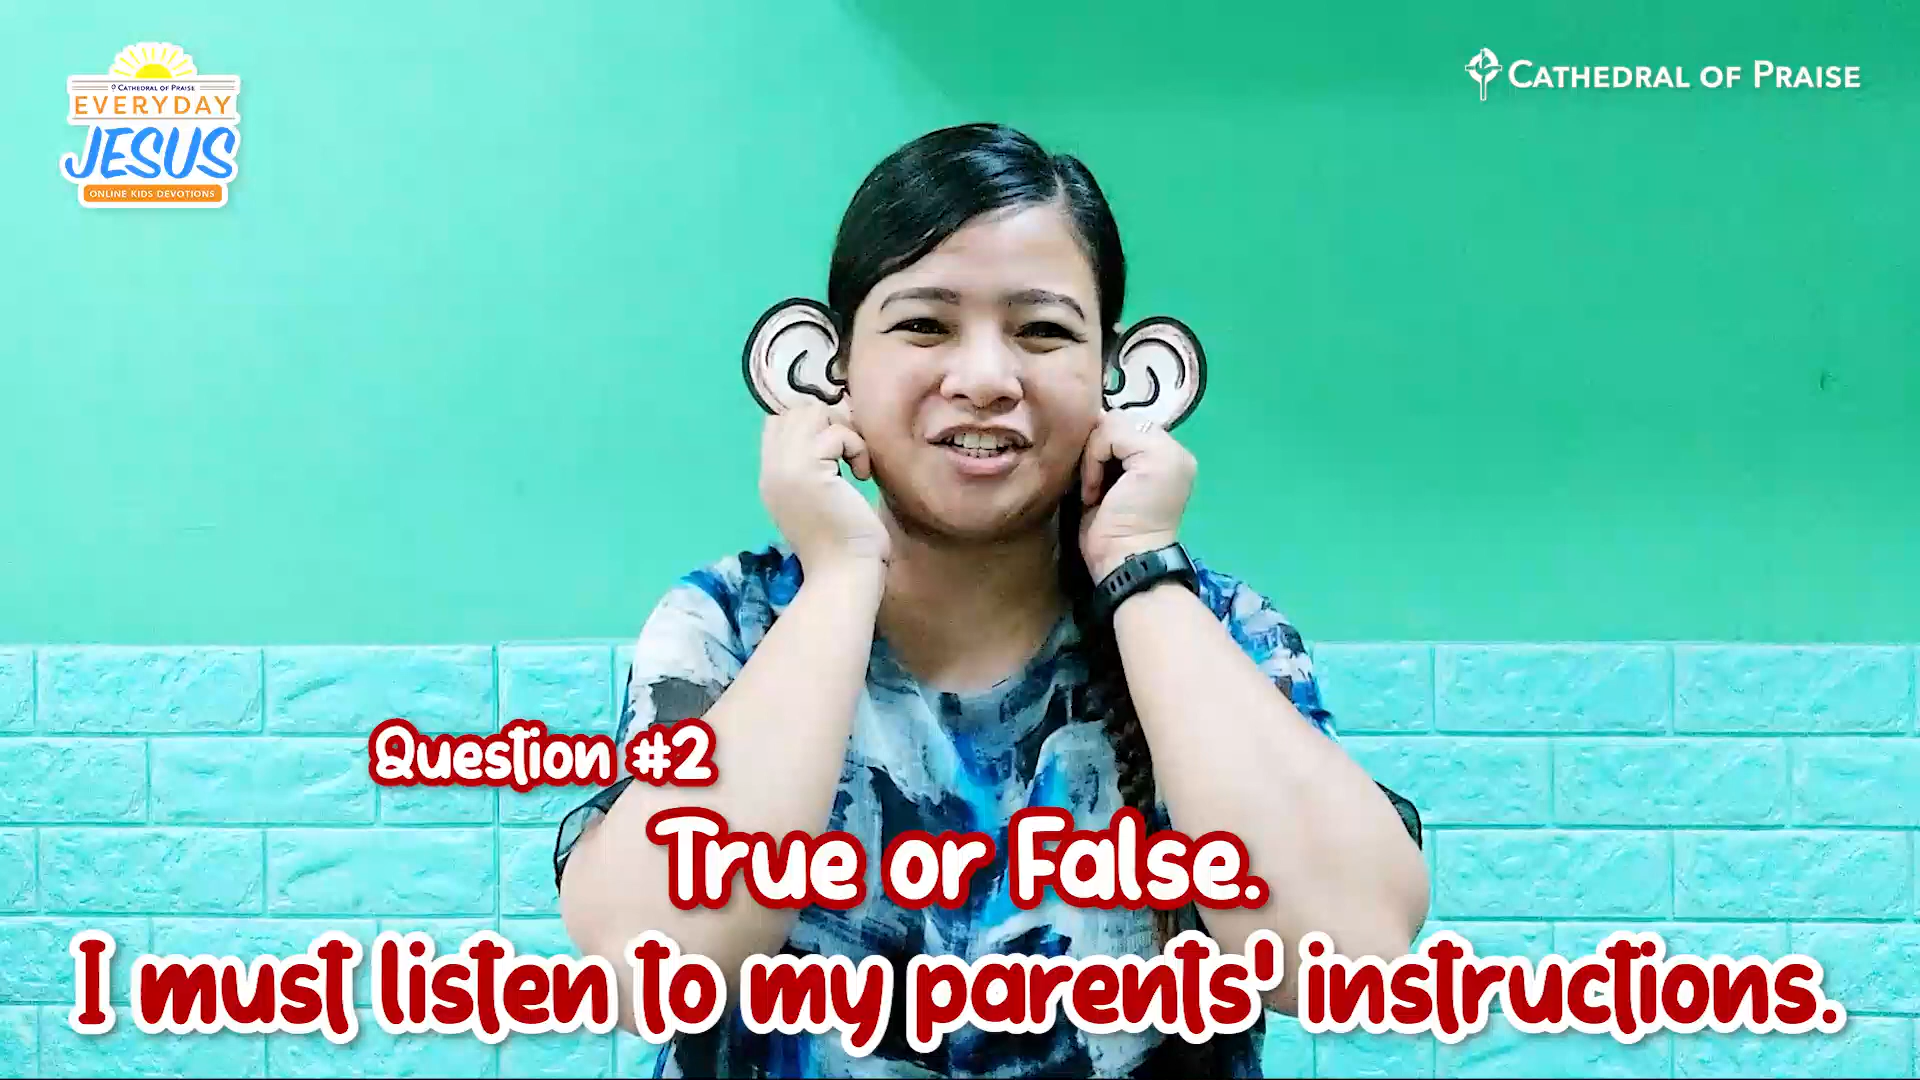 CATHEDRAL OF PRAISE
EVERYDAY
JESUS
ONLINE KIDS DEVOTIONS
CATHEDRAL OF PRAISE
Question #2
True or False.
I must listen to my parents' instructions.